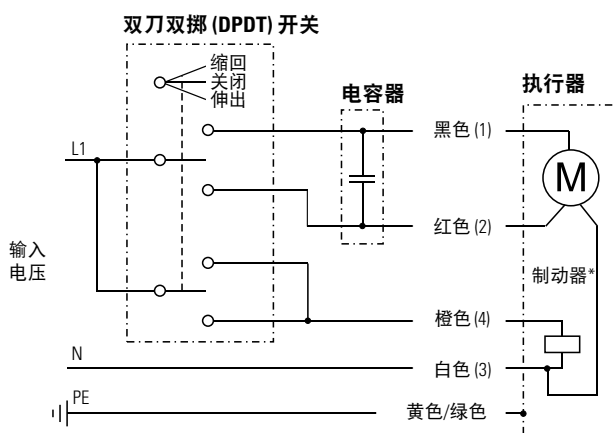 双刀双掷 (DPDT) 开关
缩回
关闭
伸出
电容器
执行器
L1
黑色 (1)
M
红色 (2)
输入
电压
制动器*
橙色 (4)
N
白色 (3)
PE
黄色/绿色